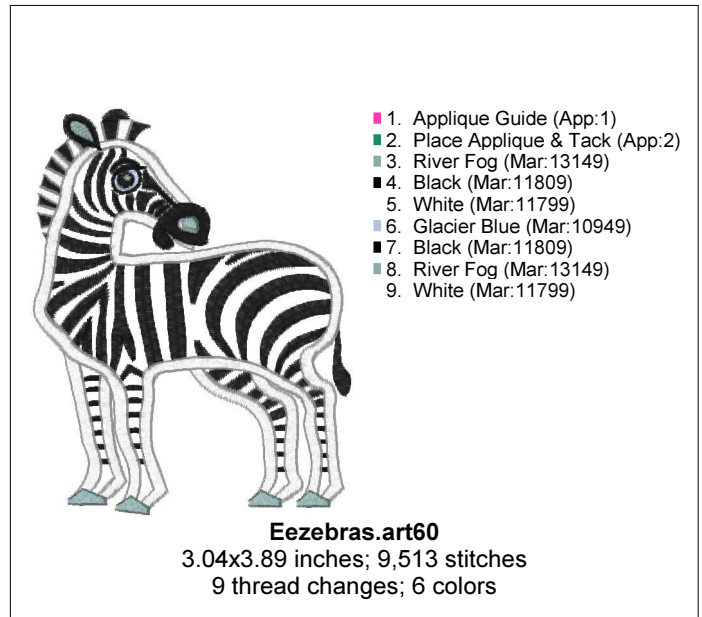 1. Applique Guide (App:1)
2. Place Applique & Tack (App:2)
3. River Fog (Mar:13149)
4. Black (Mar:11809)
5. White (Mar:11799)
6. Glacier Blue (Mar:10949)
7. Black (Mar:11809)
8. River Fog (Mar:13149)
9. White (Mar:11799)
Eezebras.art60
3.04x3.89 inches; 9,513 stitches
9 thread changes; 6 colors